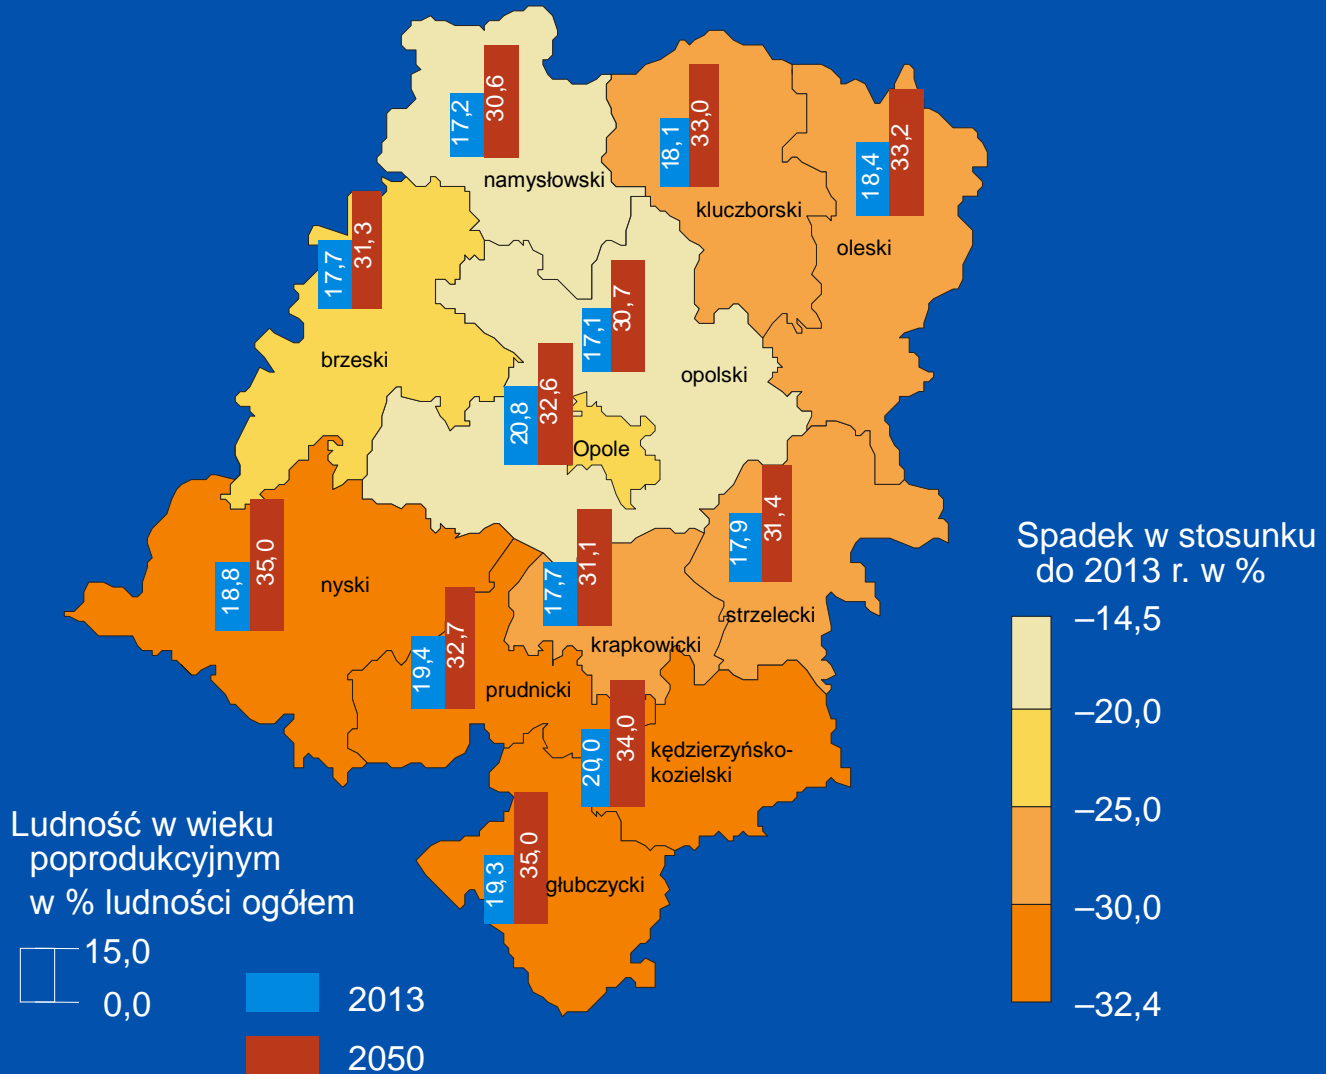 17,2
30,6
namysłowski
18,1
33,0
kluczborski
18,4
33,2
oleski
17,7
31,3
brzeski
17,1
30,7
opolski
20,8
32,6
Opole
18,8
35,0
nyski
17,7
31,1
krapkowicki
17,9
31,4
strzelecki
19,4
32,7
prudnicki
20,0
34,0
kędzierzyńsko-
kozielski
19,3
35,0
głubczycki
Spadek w stosunku
do 2013 r. w %
–14,5
–20,0
–25,0
–30,0
–32,4
Ludność w wieku
poprodukcyjnym
w % ludności ogółem
15,0
0,0
2013
2050